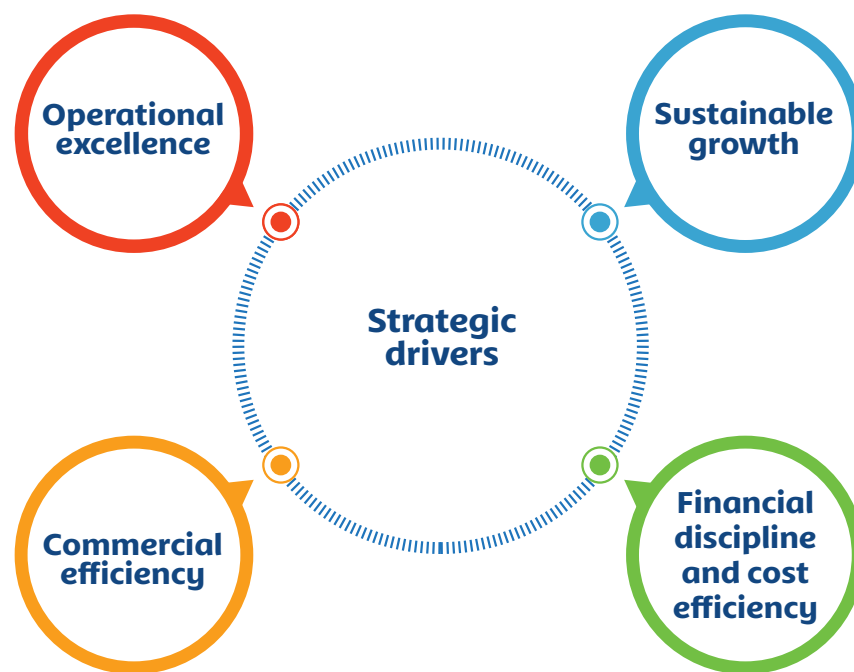 Operational
excellence
Sustainable
growth
Strategic
drivers
Commercial
efficiency
Financial
discipline
and cost
efficiency